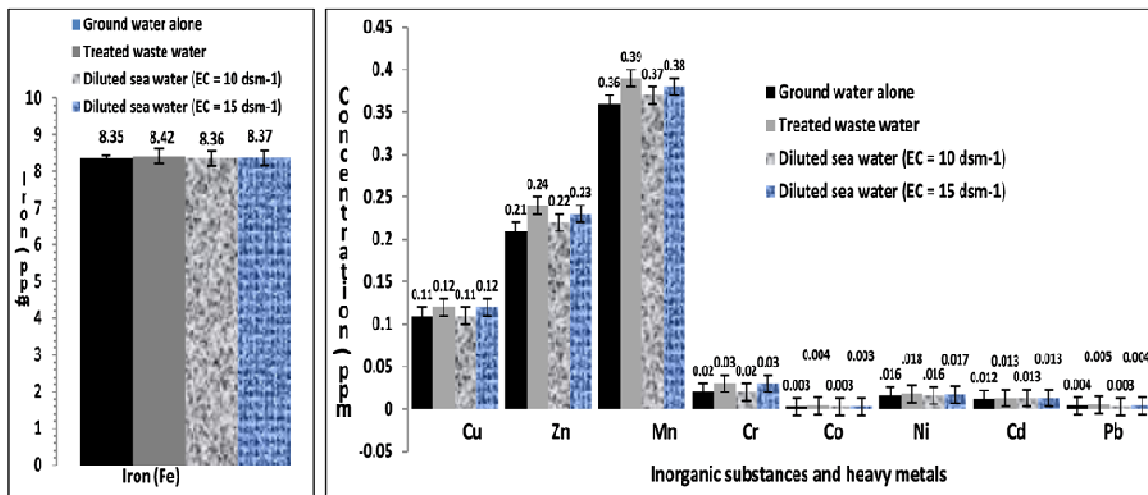 Ground water alone
Treated waste water
Diluted sea water (EC = 10 dsm-1)
Diluted sea water (EC = 15 dsm-1)
10
9
8
7
6
5
4
3
2
1
0
8.35
8.42
8.36
8.37
Iron (Fe)
0.45
0.4
0.35
0.3
0.25
0.2
0.15
0.1
0.05
0
-0.05
Concentration) ppm
0.11 0.12 0.11 0.12
0.21 0.24 0.22 0.23
0.36 0.39 0.37 0.38
0.02 0.03 0.02 0.03
0.003 0.004 0.003 0.003
.016 .018 .016 .017
0.012 0.013 0.013 0.013
0.004 0.005 0.003 0.004
Ground water alone
Treated waste water
Diluted sea water (EC = 10 dsm-1)
Diluted sea water (EC = 15 dsm-1)
Cu Zn Mn Cr Co Ni Cd Pb
Inorganic substances and heavy metals